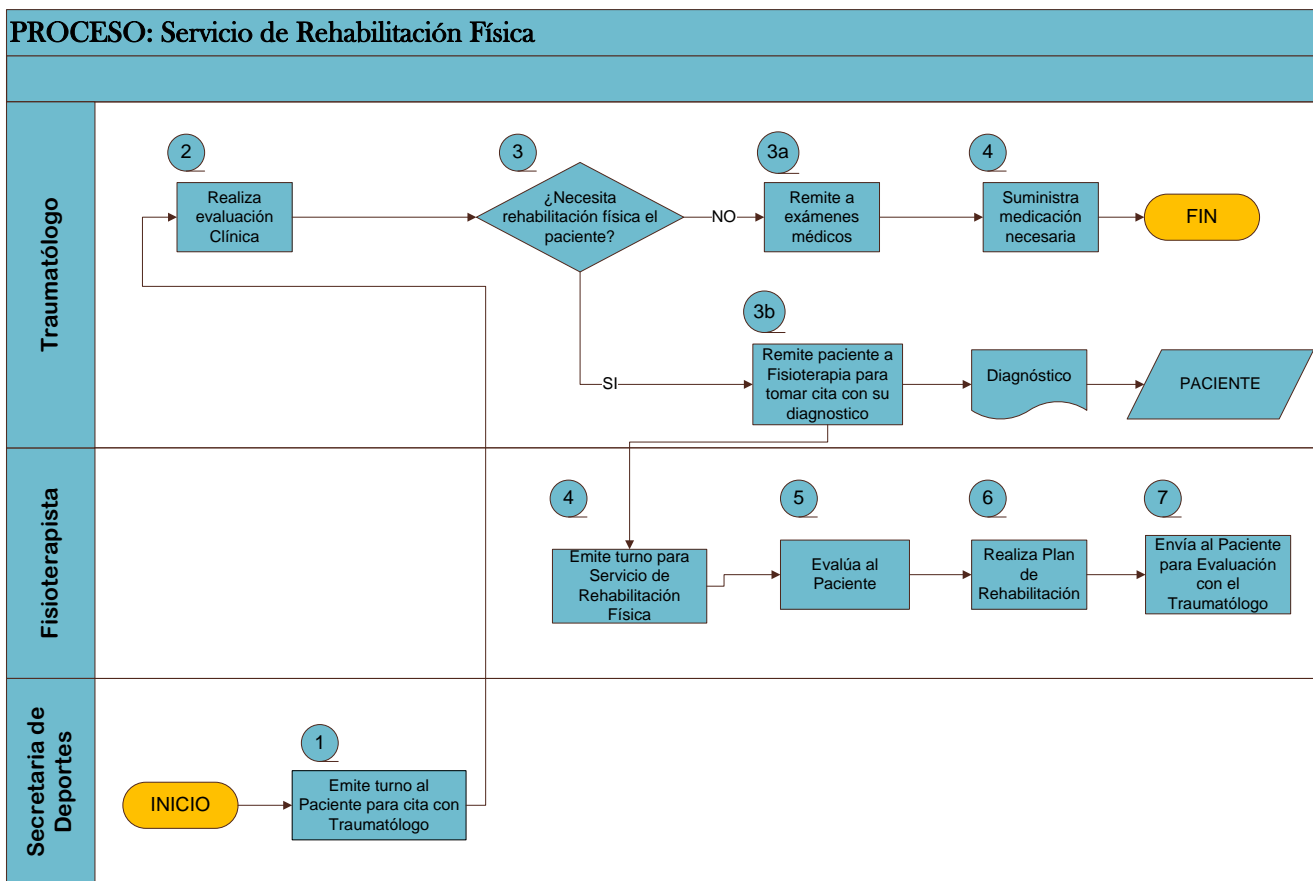 PROCESO: Servicio de Rehabilitación Física
Traumatólogo
2
Realiza
evaluación
Clínica
3
¿Necesita
rehabilitación física el
paciente?
NO
3a
Remite a
exámenes
médicos
4
Suministra
medicación
necesaria
FIN
SI
3b
Remite paciente a
Fisioterapia para
tomar cita con su
diagnostico
Diagnóstico
PACIENTE
Fisioterapista
4
Emite turno para
Servicio de
Rehabilitación
Física
5
Evalúa al
Paciente
6
Realiza Plan
de
Rehabilitación
7
Envía al Paciente
para Evaluación
con el
Traumatólogo
Secretaria de
Deportes
INICIO
1
Emite turno al
Paciente para cita con
Traumatólogo